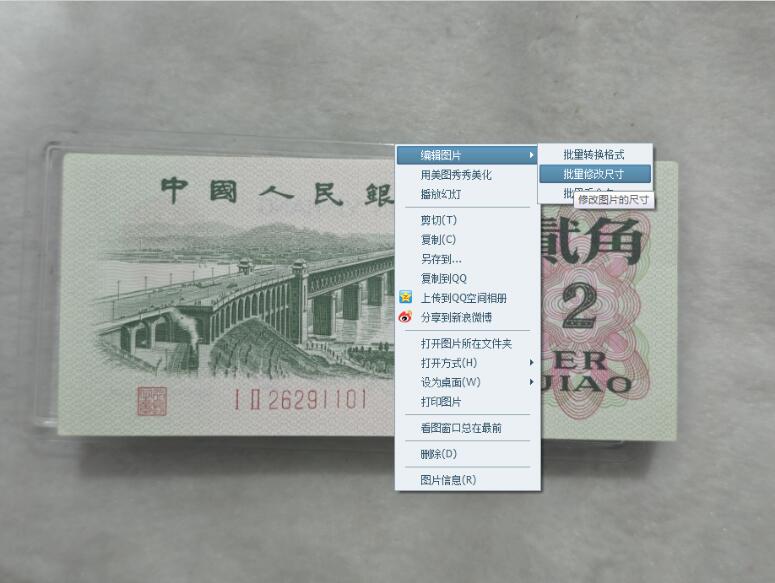 中國人民銀
貳角
2
ER
JIAO
I II 26291101
编辑图片
用美图秀秀美化
播放幻灯
剪切(T)
复制(C)
另存到...
复制到QQ
上传到QQ空间相册
分享到新浪微博
打开图片所在文件夹
打开方式(H)
设为桌面(W)
打印图片
看图窗口总在最前
删除(D)
图片信息(R)
批量转换格式
批量修改尺寸
修改图片的尺寸